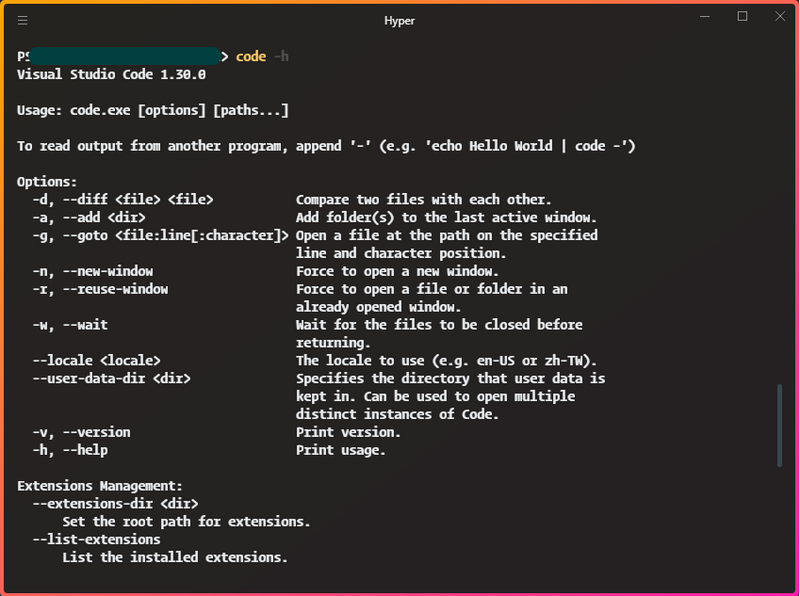 Hyper
PS > code -h
Visual Studio Code 1.30.0
Usage: code.exe [options] [paths...]
To read output from another program, append '-' (e.g. 'echo Hello World | code -')
Options:
-d, --diff <file> <file> Compare two files with each other.
-a, --add <dir> Add folder(s) to the last active window.
-g, --goto <file:line[:character]> Open a file at the path on the specified
line and character position.
-n, --new-window Force to open a new window.
-r, --reuse-window Force to open a file or folder in an
already opened window.
-w, --wait Wait for the files to be closed before
returning.
--locale <locale> The locale to use (e.g. en-US or zh-TW).
--user-data-dir <dir> Specifies the directory that user data is
kept in. Can be used to open multiple
distinct instances of Code.
-v, --version Print version.
-h, --help Print usage.
Extensions Management:
--extensions-dir <dir>
Set the root path for extensions.
--list-extensions
List the installed extensions.